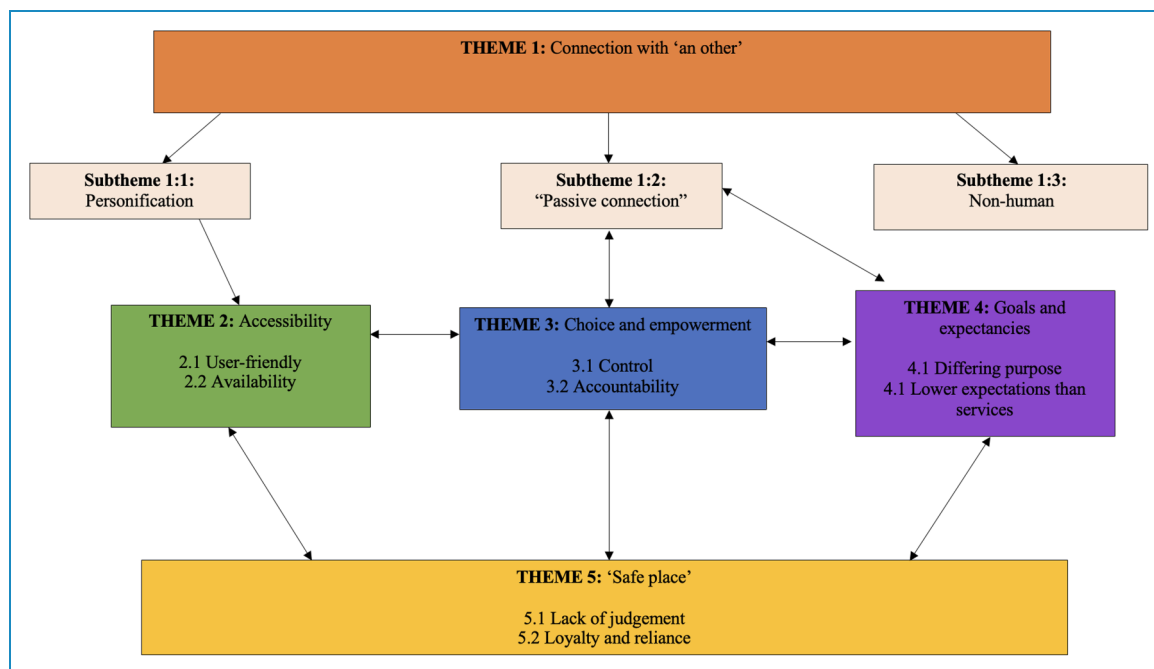 THEME 1: Connection with ‘an other’
Subtheme 1:1:
Personification
Subtheme 1:2:
“Passive connection”
Subtheme 1:3:
Non-human
THEME 2: Accessibility
2.1 User-friendly
2.2 Availability
THEME 3: Choice and empowerment
3.1 Control
3.2 Accountability
THEME 4: Goals and
expectancies
4.1 Differing purpose
4.1 Lower expectations than
services
THEME 5: ‘Safe place’
5.1 Lack of judgement
5.2 Loyalty and reliance